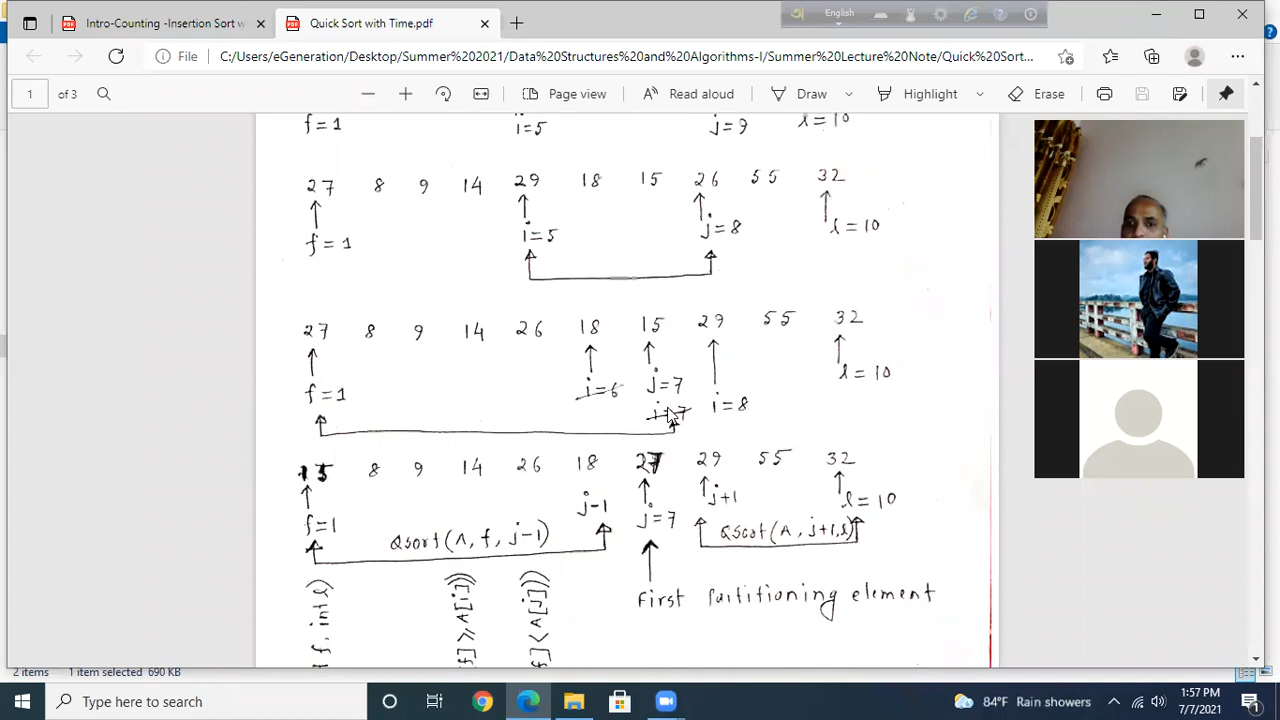 Intro-Counting -Insertion Sort w
Quick Sort with Time.pdf
English
File
C:/Users/eGeneration/Desktop/Summer%202021/Data%20Structures%20and%20Algorithms-I/Summer%20Lecture%20Note/Quick%20Sort...
1 of 3
Page view
Read aloud
Draw
Highlight
Erase
f=1 i=5 j=9 l=10
27 8 9 14 29 18 15 26 55 32
f=1 i=5 j=8 l=10
27 8 9 14 26 18 15 29 55 32
f=1 i=6 j=7 l=10
i=7 i=8
15 8 9 14 26 18 27 29 55 32
f=1 j-1 j=7 j+1 l=10
Qsort(A, f, j-1) Qsort(A, j+1, l)
First Partitioning element
f, int l)
f] ⩾ A[i])
f] < A[j])
2 items 1 item selected 690 KB
Type here to search
84°F Rain showers
1:57 PM
7/7/2021